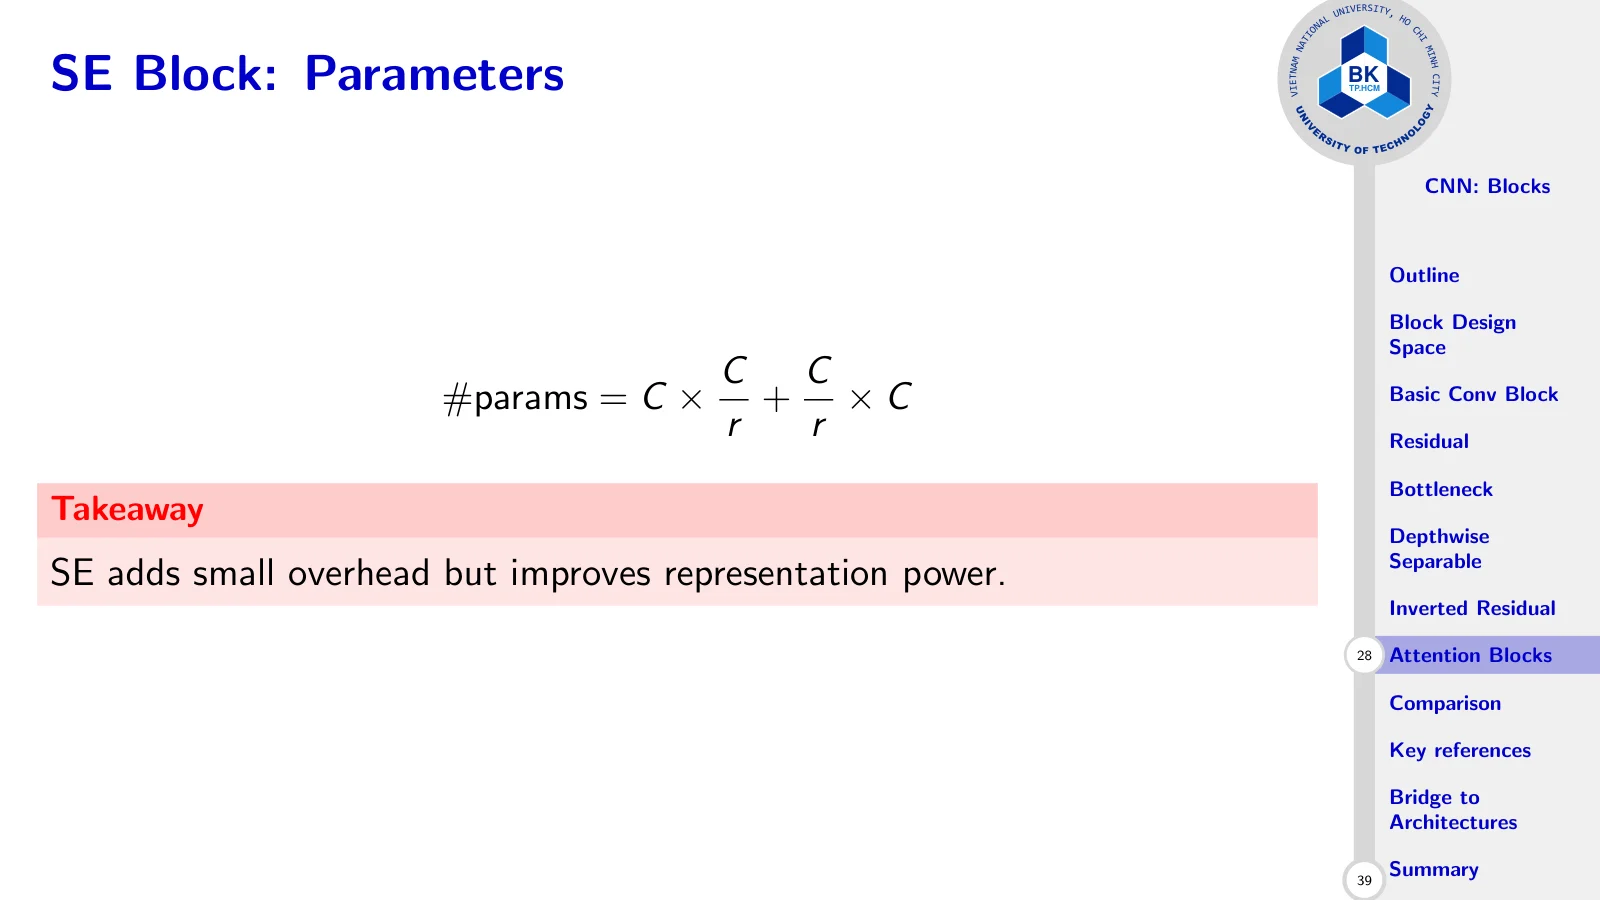 SE Block: Parameters
#params = C × C/r + C/r × C
Takeaway
SE adds small overhead but improves representation power.
VIETNAM NATIONAL UNIVERSITY, HO CHI MINH CITY
BK
TP.HCM
UNIVERSITY OF TECHNOLOGY
CNN: Blocks
Outline
Block Design
Space
Basic Conv Block
Residual
Bottleneck
Depthwise
Separable
Inverted Residual
28
Attention Blocks
Comparison
Key references
Bridge to
Architectures
Summary
39